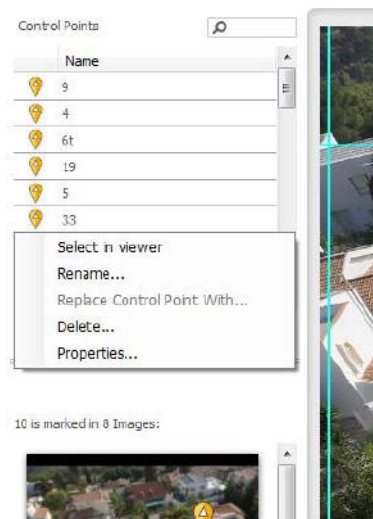 Control Points
Name
9
4
6t
19
5
33
Select in viewer
Rename...
Replace Control Point With...
Delete...
Properties...
10 is marked in 8 Images: